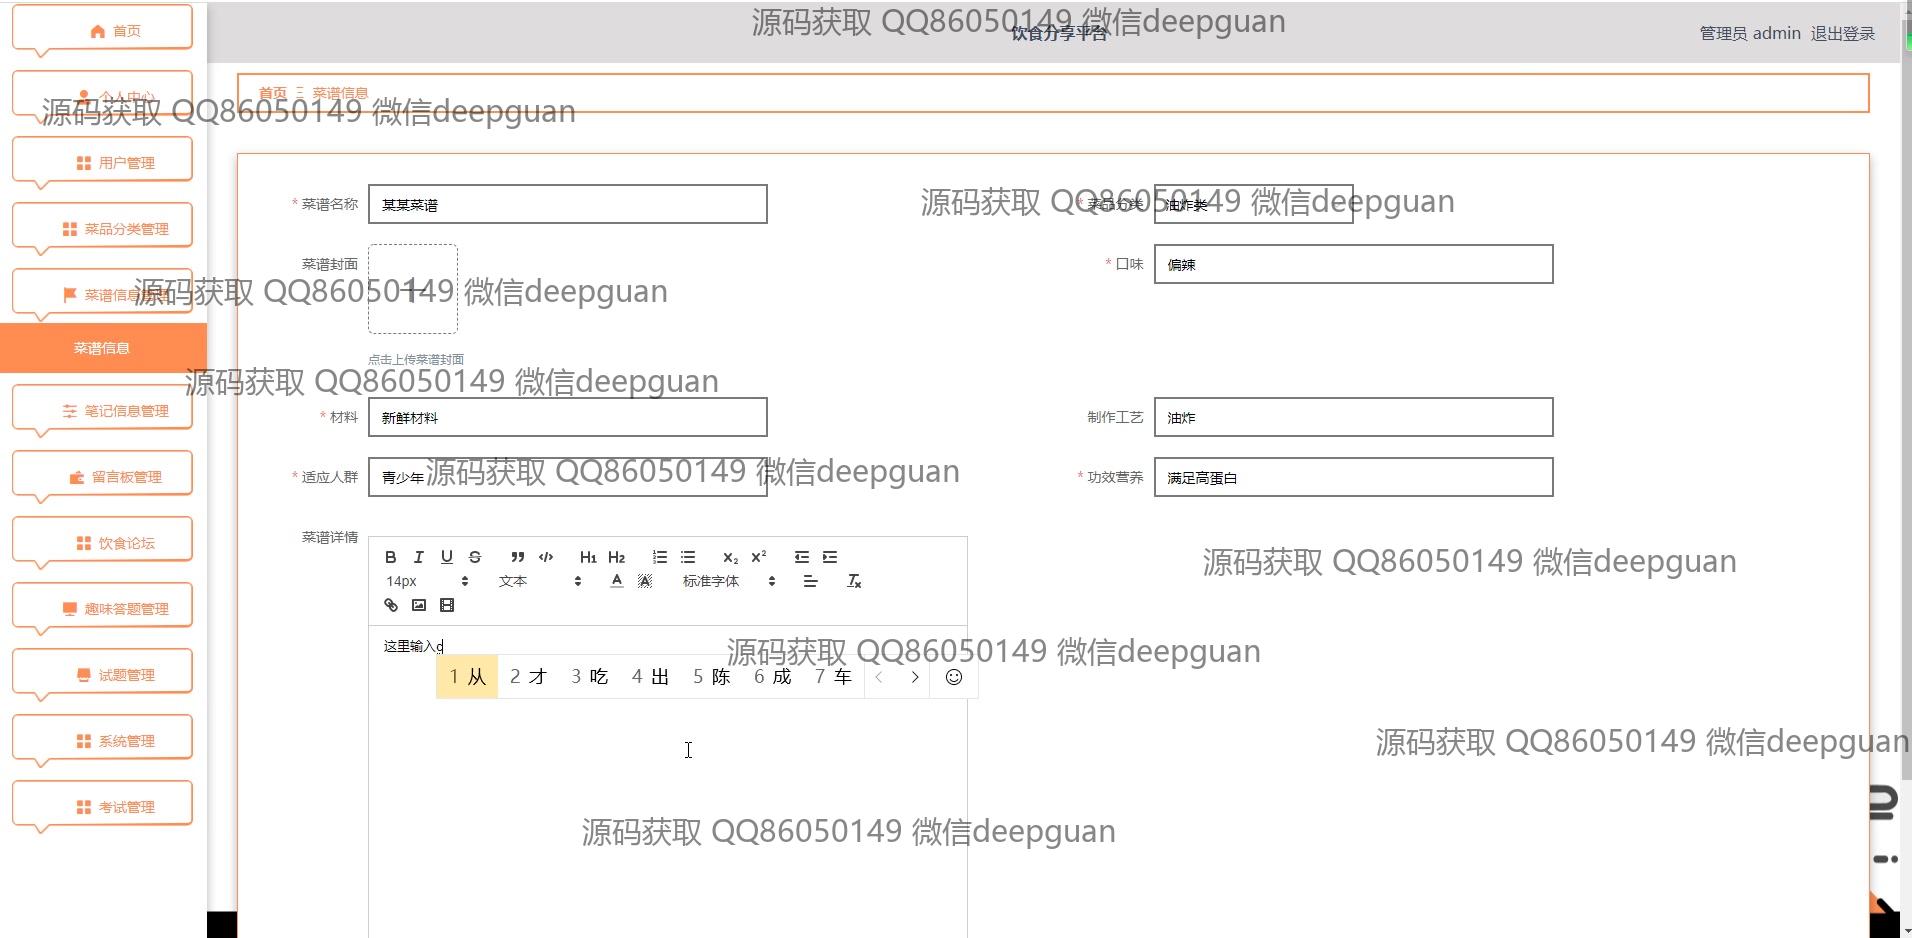 首页
个人中心
用户管理
菜品分类管理
菜谱信息管理
菜谱信息
笔记信息管理
留言板管理
饮食论坛
趣味答题管理
试题管理
系统管理
考试管理
饮食分享平台
管理员 admin 退出登录
首页 菜谱信息
* 菜谱名称 某某菜谱
* 菜品分类 油炸类
菜谱封面
点击上传菜谱封面
* 口味 偏辣
* 材料 新鲜材料
制作工艺 油炸
* 适应人群 青少年
* 功效营养 满足高蛋白
菜谱详情
B I U S H1 H2 X2 X2
14px 文本 A A 标准字体 Tx
这里输入c
1 从 2 才 3 吃 4 出 5 陈 6 成 7 车
源码获取 QQ86050149 微信deepguan
源码获取 QQ86050149 微信deepguan
源码获取 QQ86050149 微信deepguan
源码获取 QQ86050149 微信deepguan
源码获取 QQ86050149 微信deepguan
源码获取 QQ86050149 微信deepguan
源码获取 QQ86050149 微信deepguan
源码获取 QQ86050149 微信deepguan
源码获取 QQ86050149 微信deepguan
源码获取 QQ86050149 微信deepguan